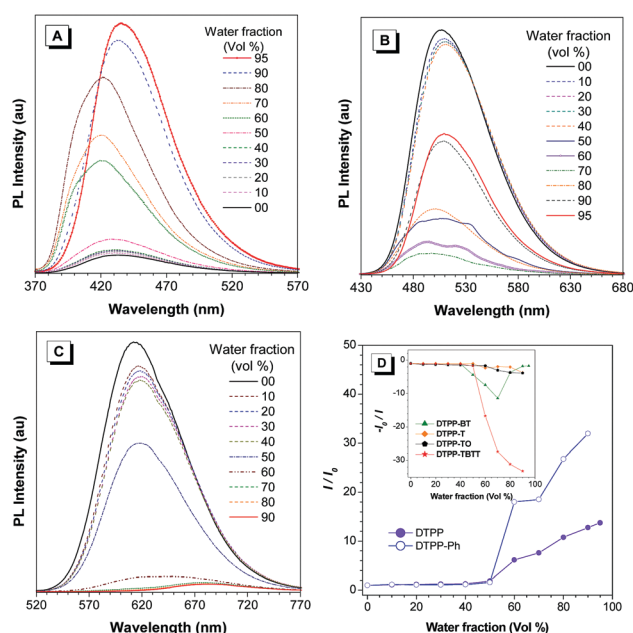 A
Water fraction
(Vol %)
95
90
80
70
60
50
40
30
20
10
00
PL Intensity (au)
370 420 470 520 570
Wavelength (nm)
B
Water fraction
(vol %)
00
10
20
30
40
50
60
70
80
90
95
PL Intensity (au)
430 480 530 580 630 680
Wavelength (nm)
C
Water fraction
(vol %)
00
10
20
30
40
50
60
70
80
90
PL Intensity (au)
520 570 620 670 720 770
Wavelength (nm)
D
50
40
30
20
10
0
I / I0
0
-10
-20
-30
-I0 / I
DTPP-BT
DTPP-T
DTPP-TO
DTPP-TBTT
0 20 40 60 80 100
Water fraction (Vol %)
DTPP
DTPP-Ph
0 20 40 60 80 100
Water fraction (Vol %)